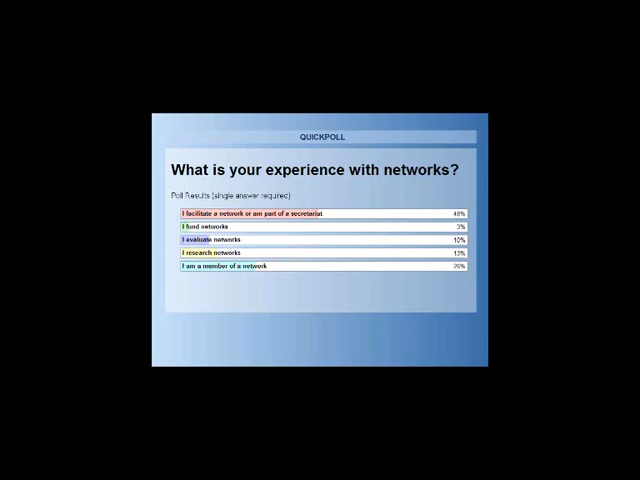 QUICKPOLL
What is your experience with networks?
Poll Results (single answer required)
I facilitate a network or am part of a secretariat 48%
I fund networks 3%
I evaluate networks 10%
I research networks 13%
I am a member of a network